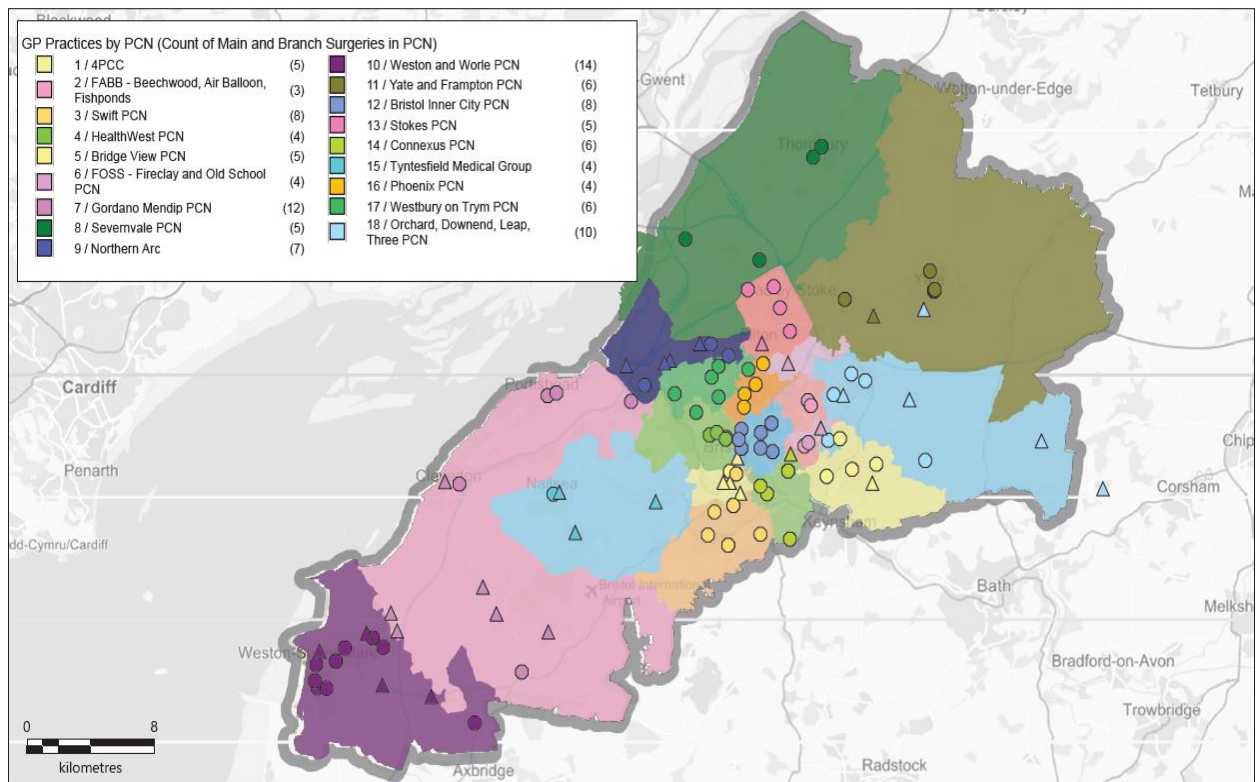 GP Practices by PCN (Count of Main and Branch Surgeries in PCN)
1 / 4PCC (5)
2 / FABB - Beechwood, Air Balloon,
Fishponds (3)
3 / Swift PCN (8)
4 / HealthWest PCN (4)
5 / Bridge View PCN (5)
6 / FOSS - Fireclay and Old School
PCN (4)
7 / Gordano Mendip PCN (12)
8 / Severnvale PCN (5)
9 / Northern Arc (7)
10 / Weston and Worle PCN (14)
11 / Yate and Frampton PCN (6)
12 / Bristol Inner City PCN (8)
13 / Stokes PCN (5)
14 / Connexus PCN (6)
15 / Tyntesfield Medical Group (4)
16 / Phoenix PCN (4)
17 / Westbury on Trym PCN (6)
18 / Orchard, Downend, Leap,
Three PCN (10)
Wotton-under-Edge
Tetbury
Thornbury
Cardiff
Portishead
Penarth
Clevedon
Nailsea
Corsham
Keynsham
dd-Cymru/Cardiff
Bristol International
Airport
Bath
Melksh
Bradford-on-Avon
Trowbridge
0 8
kilometres
Axbridge
Radstock